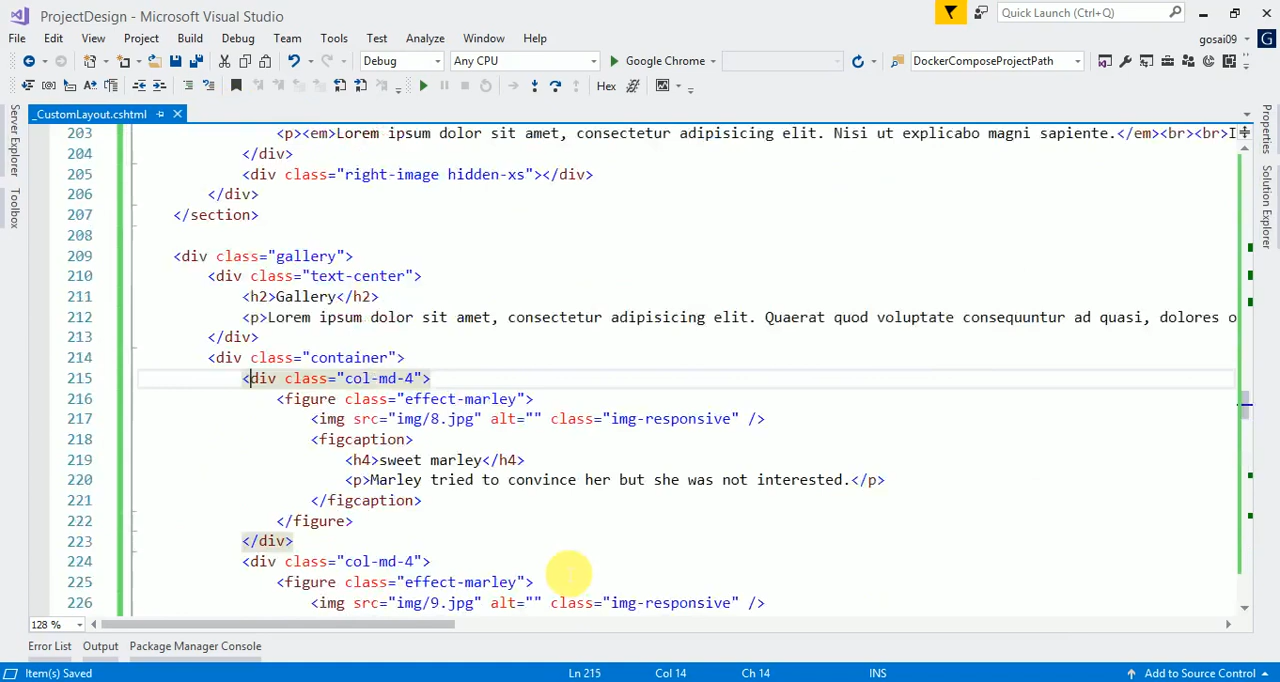 ProjectDesign - Microsoft Visual Studio
Quick Launch (Ctrl+Q)
File Edit View Project Build Debug Team Tools Test Analyze Window Help
gosai09 G
Debug Any CPU Google Chrome DockerComposeProjectPath
Hex
_CustomLayout.cshtml
Server Explorer
Toolbox
Properties
Solution Explorer
203 <p><em>Lorem ipsum dolor sit amet, consectetur adipisicing elit. Nisi ut explicabo magni sapiente.</em><br><br>I
204 </div>
205 <div class="right-image hidden-xs"></div>
206 </div>
207 </section>
208
209 <div class="gallery">
210 <div class="text-center">
211 <h2>Gallery</h2>
212 <p>Lorem ipsum dolor sit amet, consectetur adipisicing elit. Quaerat quod voluptate consequuntur ad quasi, dolores o
213 </div>
214 <div class="container">
215 <div class="col-md-4">
216 <figure class="effect-marley">
217 <img src="img/8.jpg" alt="" class="img-responsive" />
218 <figcaption>
219 <h4>sweet marley</h4>
220 <p>Marley tried to convince her but she was not interested.</p>
221 </figcaption>
222 </figure>
223 </div>
224 <div class="col-md-4">
225 <figure class="effect-marley">
226 <img src="img/9.jpg" alt="" class="img-responsive" />
128 %
Error List Output Package Manager Console
Item(s) Saved Ln 215 Col 14 Ch 14 INS Add to Source Control